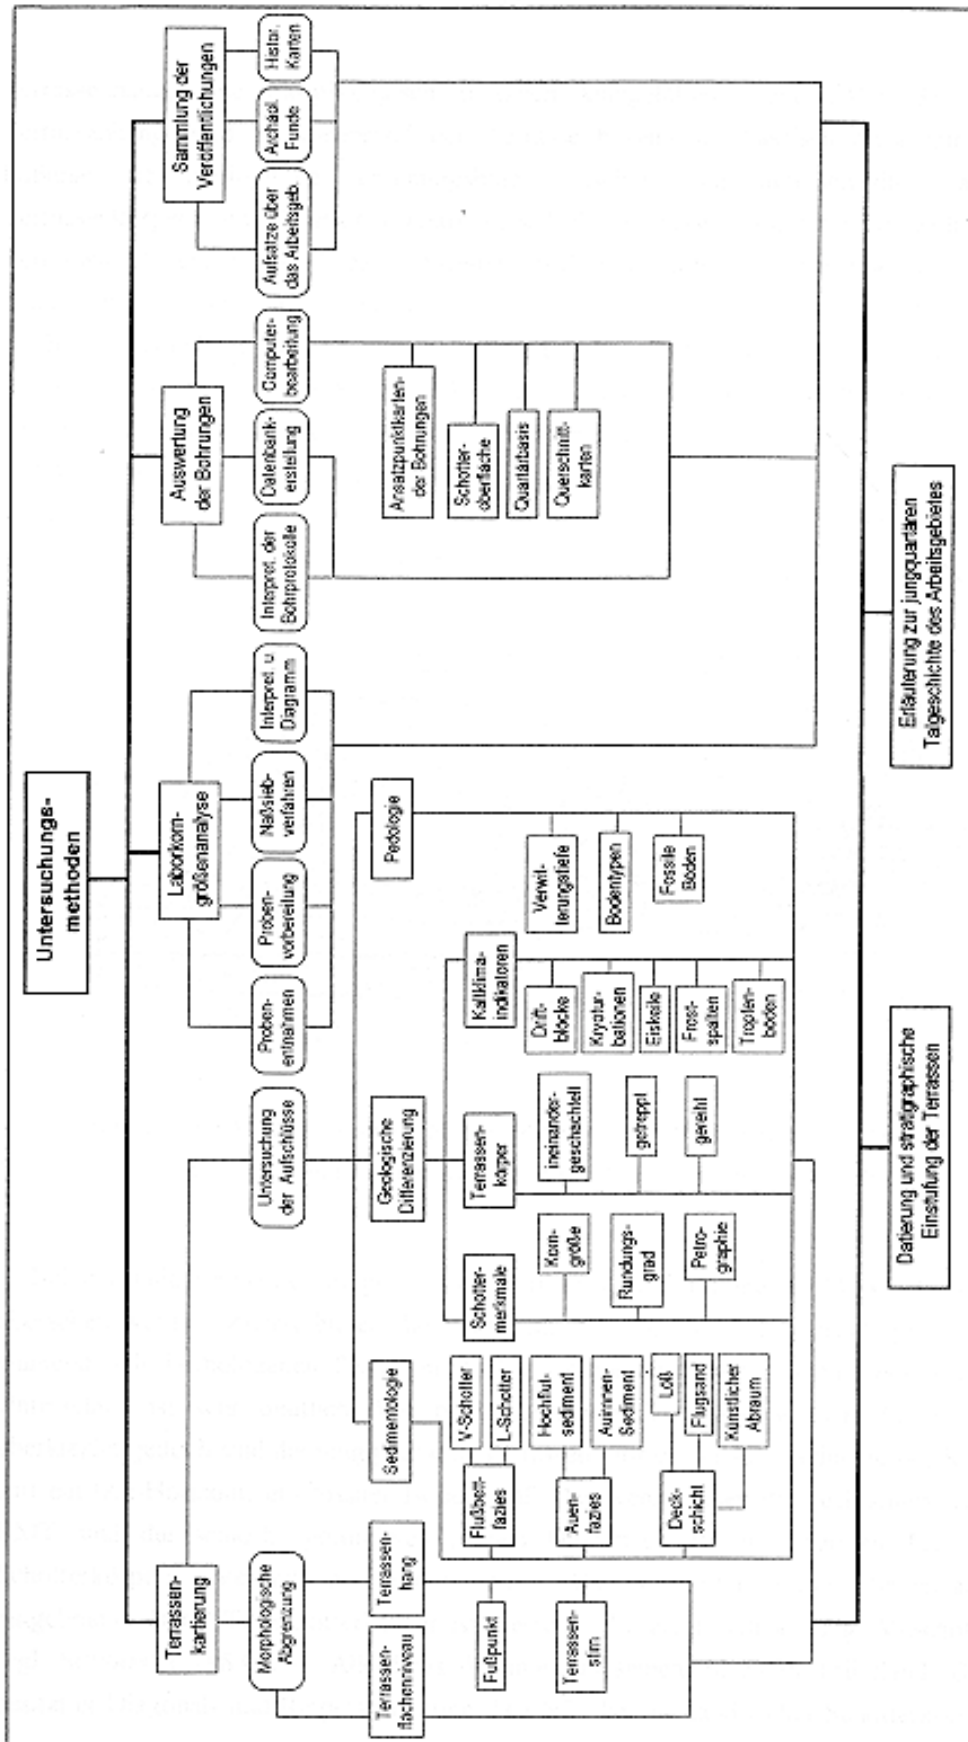 Untersuchungs-
methoden
Terrassen-
kartierung
Laborkorn-
größenanalyse
Auswertung
der Bohrungen
Sammlung der
Veröffentlichungen
Morphologische
Abgrenzung
Untersuchung
der Aufschlüsse
Proben-
entnahmen
Proben-
vorbereitung
Naßsieb-
verfahren
Interpret. u
Diagramm
Interpret. der
Bohrprotokolle
Datenbank-
erstellung
Computer-
bearbeitung
Aufsätze über
das Arbeitsgeb.
Archäol.
Funde
Histor.
Karten
Terrassen-
flächenniveau
Terrassen-
hang
Sedimentologie
Geologische
Differenzierung
Pedologie
Ansatzpunktkarten
der Bohrungen
Schotter-
oberfläche
Quartärbasis
Querschnitt-
karten
Fußpunkt
Terrassen-
stirn
Flußbett-
fazies
V-Schotter
L-Schotter
Auen-
fazies
Hochflut-
sediment
Aurinnen-
Sediment
Deck-
schicht
Löß
Flugsand
Künstlicher
Abraum
Schotter-
merkmale
Korn-
größe
Rundungs-
grad
Petro-
graphie
Terrassen-
körper
ineinander-
geschachtelt
getreppt
gereiht
Kaltklima-
indikatoren
Drift-
blöcke
Kryotur-
bationen
Eiskeile
Frost-
spalten
Tropfen-
böden
Verwit-
terungstiefe
Bodentypen
Fossile
Böden
Datierung und stratigraphische
Einstufung der Terrassen
Erläuterung zur jungquartären
Talgeschichte des Arbeitsgebietes